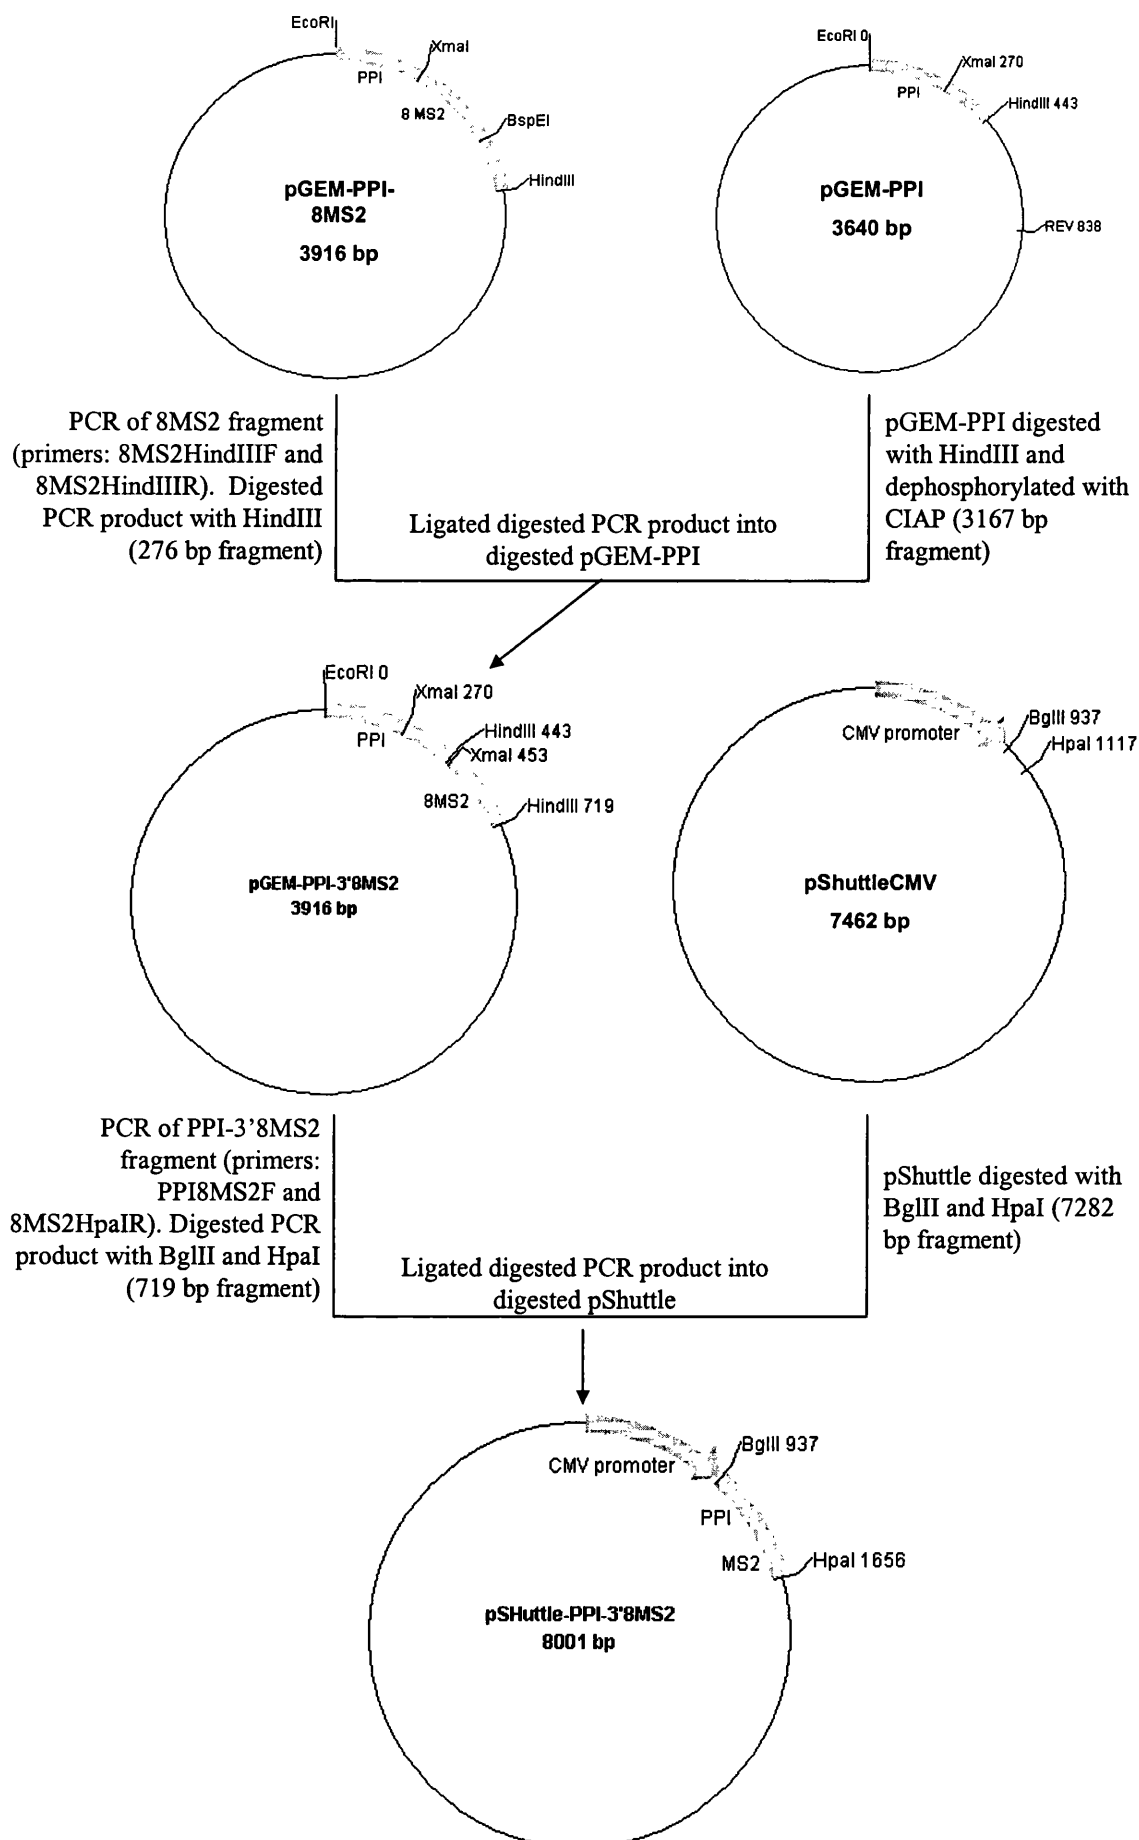 EcoRI
XmaI
PPI
8 MS2
BspEI
HindIII
pGEM-PPI-
8MS2
3916 bp
EcoRI 0
XmaI 270
PPI
HindIII 443
pGEM-PPI
3640 bp
REV 838
PCR of 8MS2 fragment
(primers: 8MS2HindIIIF and
8MS2HindIIIR). Digested
PCR product with HindIII
(276 bp fragment)
Ligated digested PCR product into
digested pGEM-PPI
pGEM-PPI digested
with HindIII and
dephosphorylated with
CIAP (3167 bp
fragment)
EcoRI 0
XmaI 270
PPI
HindIII 443
XmaI 453
8MS2
HindIII 719
pGEM-PPI-3'8MS2
3916 bp
CMV promoter
BglII 937
HpaI 1117
pShuttleCMV
7462 bp
PCR of PPI-3’8MS2
fragment (primers:
PPI8MS2F and
8MS2HpaIR). Digested PCR
product with BglII and HpaI
(719 bp fragment)
Ligated digested PCR product into
digested pShuttle
pShuttle digested with
BglII and HpaI (7282
bp fragment)
CMV promoter
BglII 937
PPI
MS2
HpaI 1656
pSHuttle-PPI-3'8MS2
8001 bp